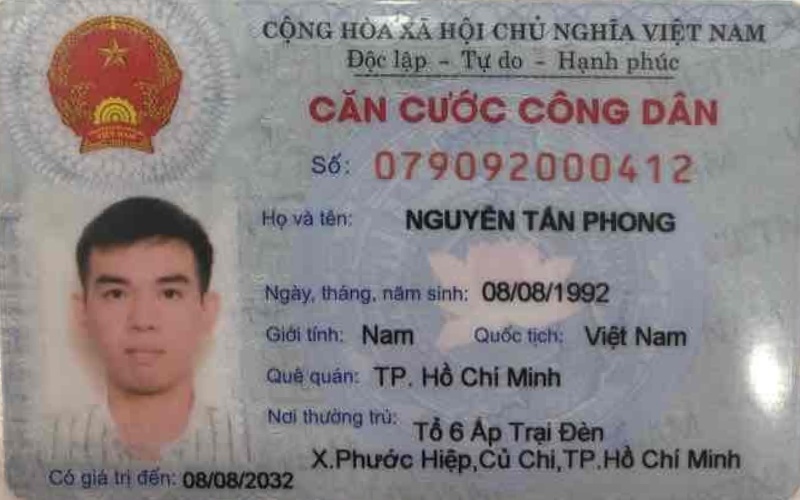 CỘNG HÒA XÃ HỘI CHỦ NGHĨA VIỆT NAM
Độc lập - Tự do - Hạnh phúc
CĂN CƯỚC CÔNG DÂN
Số: 079092000412
Họ và tên: NGUYỄN TẤN PHONG
Ngày, tháng, năm sinh: 08/08/1992
Giới tính: Nam Quốc tịch: Việt Nam
Quê quán: TP. Hồ Chí Minh
Nơi thường trú: Tổ 6 Ấp Trại Đèn
X.Phước Hiệp,Củ Chi,TP.Hồ Chí Minh
Có giá trị đến: 08/08/2032